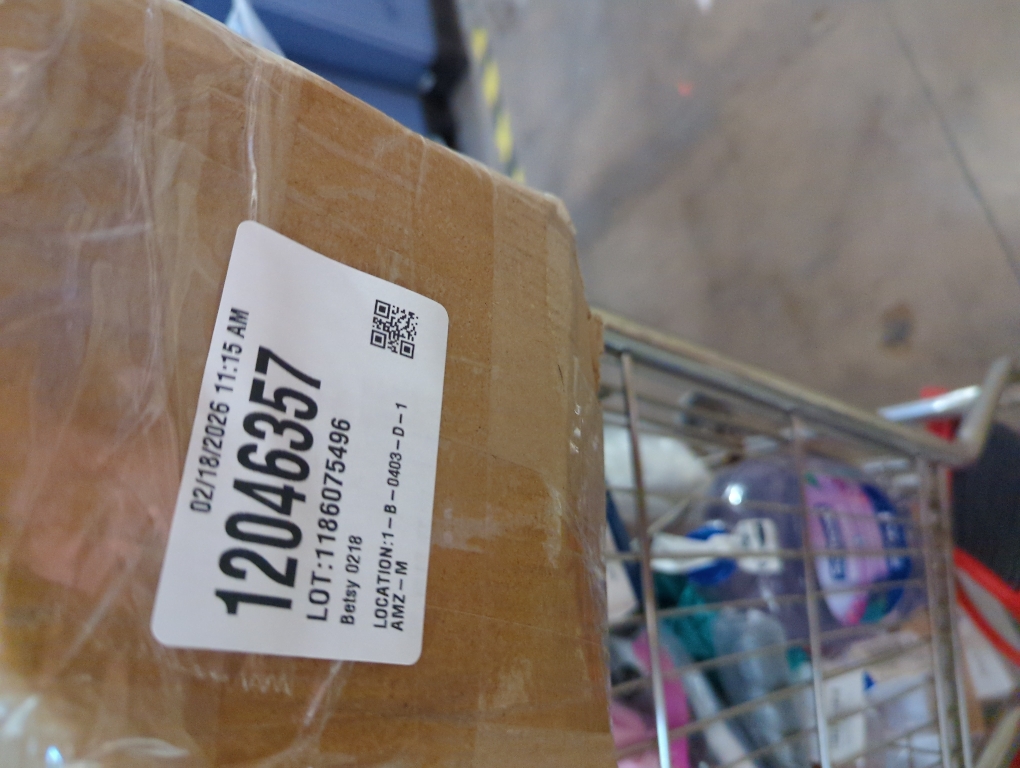 02/18/2026 11:15 AM
12046357
LOT:1186075496
Betsy 0218
LOCATION:1-B-0403-D-1
AMZ-M